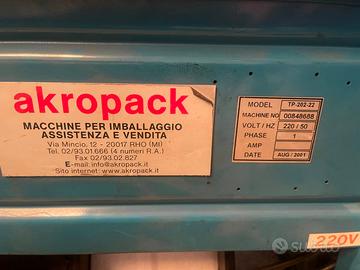 akropack
MACCHINE PER IMBALLAGGIO
ASSISTENZA E VENDITA
Via Mincio, 12 - 20017 RHO (MI)
Tel. 02/93.01.666 (4 numeri R.A.)
Fax 02/93.02.827
E-mail: info@akropack.it
Sito internet: www.akropack.it
MODEL TP-202-22
MACHINE NO 00848688
VOLT / HZ 220 / 50
PHASE 1
AMP
DATE AUG / 2001
220V
subito